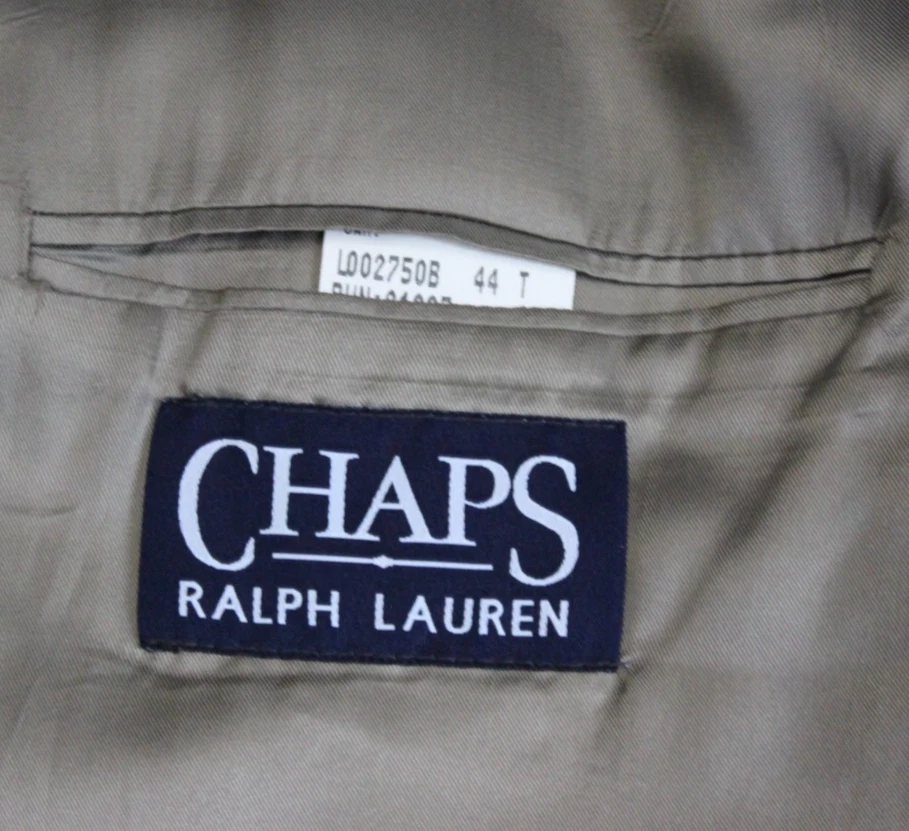 L002750B 44 T
CHAPS
RALPH LAUREN